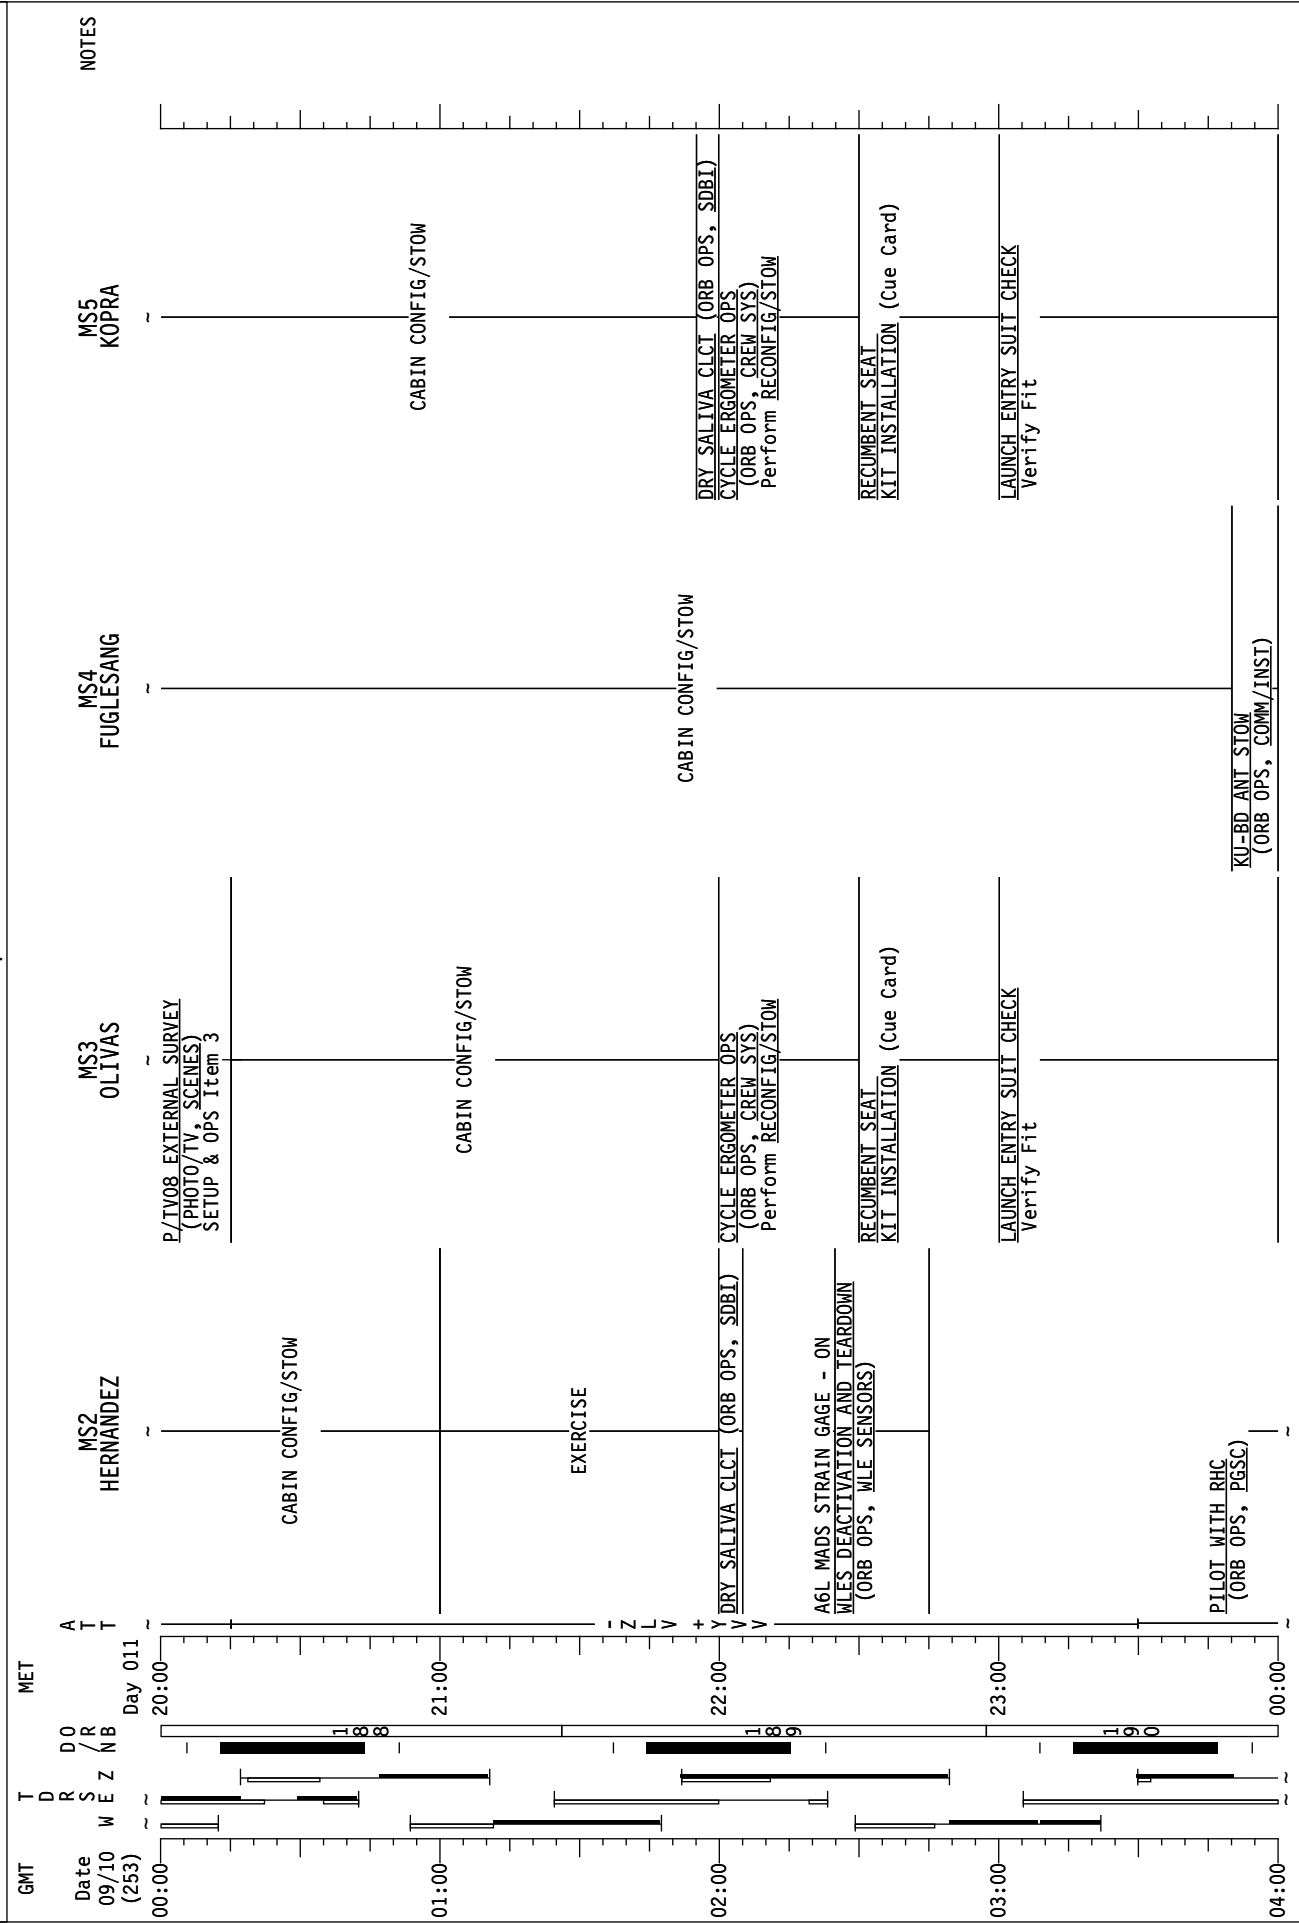 GMT
Date
09/10
(253)
00:00
01:00
02:00
03:00
04:00
T
D
R
S
W E Z
D O
/ R
N B
188
189
190
MET
Day 011
20:00
21:00
22:00
23:00
00:00
A
T
T
-ZLV +YVV
MS2
HERNANDEZ
CABIN CONFIG/STOW
EXERCISE
DRY SALIVA CLCT (ORB OPS, SDBI)
A6L MADS STRAIN GAGE - ON
WLES DEACTIVATION AND TEARDOWN
(ORB OPS, WLE SENSORS)
PILOT WITH RHC
(ORB OPS, PGSC)
MS3
OLIVAS
P/TV08 EXTERNAL SURVEY
(PHOTO/TV, SCENES)
SETUP & OPS Item 3
CABIN CONFIG/STOW
CYCLE ERGOMETER OPS
(ORB OPS, CREW SYS)
Perform RECONFIG/STOW
RECUMBENT SEAT
KIT INSTALLATION (Cue Card)
LAUNCH ENTRY SUIT CHECK
Verify Fit
MS4
FUGLESANG
CABIN CONFIG/STOW
KU-BD ANT STOW
(ORB OPS, COMM/INST)
MS5
KOPRA
CABIN CONFIG/STOW
DRY SALIVA CLCT (ORB OPS, SDBI)
CYCLE ERGOMETER OPS
(ORB OPS, CREW SYS)
Perform RECONFIG/STOW
RECUMBENT SEAT
KIT INSTALLATION (Cue Card)
LAUNCH ENTRY SUIT CHECK
Verify Fit
NOTES